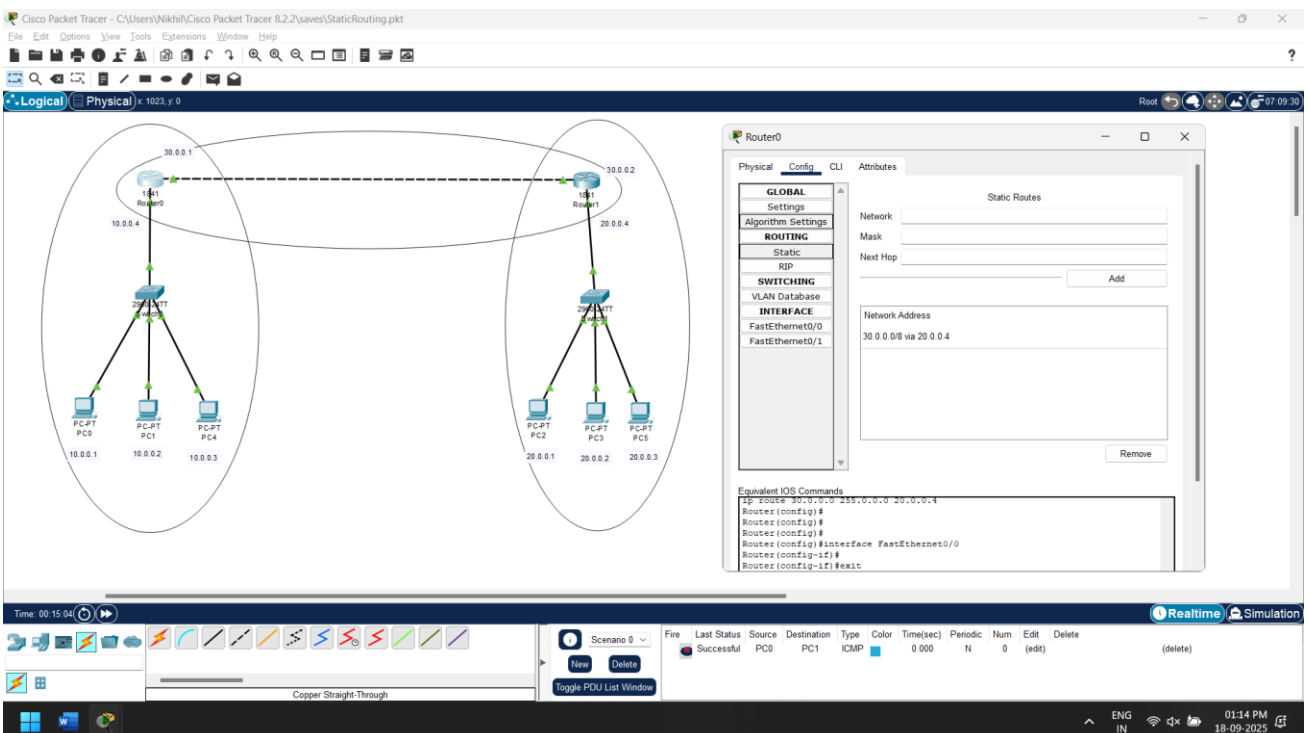 Cisco Packet Tracer - C:\Users\Nikhil\Cisco Packet Tracer 8.2.2\saves\StaticRouting.pkt
File Edit Options View Tools Extensions Window Help
?
Logical Physical x: 1023, y: 0 Root 07:09:30
30.0.0.1
30.0.0.2
1841
Router0
1841
Router1
10.0.0.4
20.0.0.4
2960-24TT
2960-24TT
PC-PT
PC0
PC-PT
PC1
PC-PT
PC4
PC-PT
PC2
PC-PT
PC3
PC-PT
PC5
10.0.0.1
10.0.0.2
10.0.0.3
20.0.0.1
20.0.0.2
20.0.0.3
Router0
Physical Config CLI Attributes
GLOBAL
Settings
Algorithm Settings
ROUTING
Static
RIP
SWITCHING
VLAN Database
INTERFACE
FastEthernet0/0
FastEthernet0/1
Static Routes
Network
Mask
Next Hop
Add
Network Address
30.0.0.0/8 via 20.0.0.4
Remove
Equivalent IOS Commands
ip route 30.0.0.0 255.0.0.0 20.0.0.4
Router(config)#
Router(config)#
Router(config)#
Router(config)#interface FastEthernet0/0
Router(config-if)#
Router(config-if)#exit
Time: 00:15:04 Realtime Simulation
Scenario 0
New Delete
Toggle PDU List Window
Fire Last Status Source Destination Type Color Time(sec) Periodic Num Edit Delete
Successful PC0 PC1 ICMP 0.000 N 0 (edit) (delete)
Copper Straight-Through
ENG
IN
01:14 PM
18-09-2025